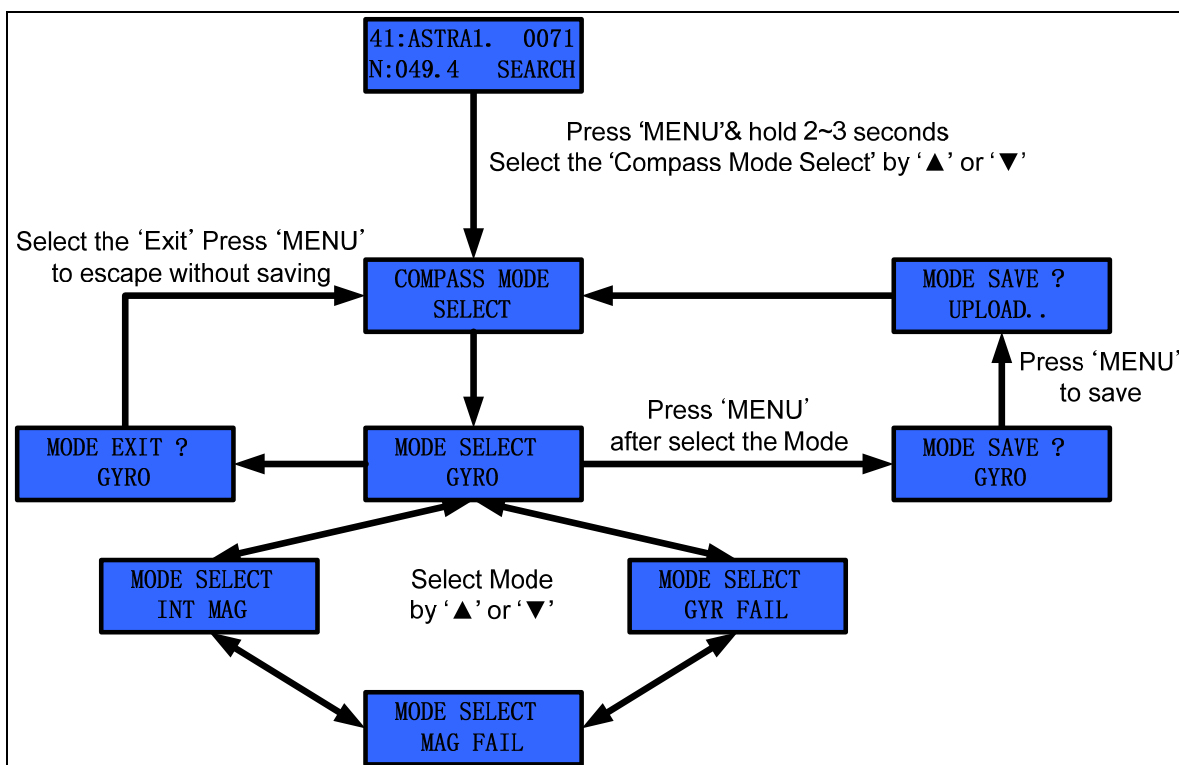 41:ASTRA1. 0071
N:049.4 SEARCH
Press ‘MENU’& hold 2~3 seconds
Select the ‘Compass Mode Select’ by ‘▲’ or ‘▼’
Select the ‘Exit’ Press ‘MENU’
to escape without saving
COMPASS MODE
SELECT
MODE SAVE ?
UPLOAD..
Press ‘MENU’
to save
Press ‘MENU’
after select the Mode
MODE EXIT ?
GYRO
MODE SELECT
GYRO
MODE SAVE ?
GYRO
MODE SELECT
INT MAG
Select Mode
by ‘▲’ or ‘▼’
MODE SELECT
GYR FAIL
MODE SELECT
MAG FAIL